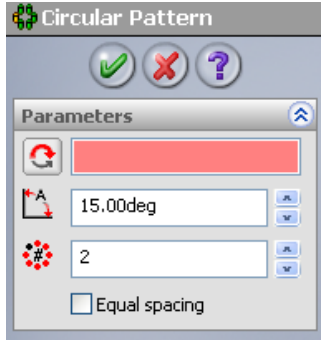 Circular Pattern
?
Parameters
A
15.00deg
#
2
Equal spacing